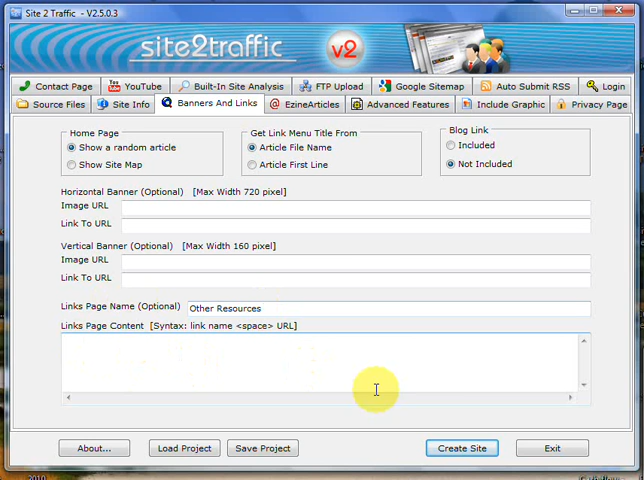 Site 2 Traffic - V2.5.0.3
site2traffic v2
Contact Page You Tube YouTube Built-In Site Analysis FTP Upload Google Sitemap Auto Submit RSS Login
Source Files Site Info Banners And Links EzineArticles Advanced Features Include Graphic Privacy Page
Home Page
Show a random article
Show Site Map
Get Link Menu Title From
Article File Name
Article First Line
Blog Link
Included
Not Included
Horizontal Banner (Optional) [Max Width 720 pixel]
Image URL
Link To URL
Vertical Banner (Optional) [Max Width 160 pixel]
Image URL
Link To URL
Links Page Name (Optional) Other Resources
Links Page Content [Syntax: link name <space> URL]
About... Load Project Save Project Create Site Exit